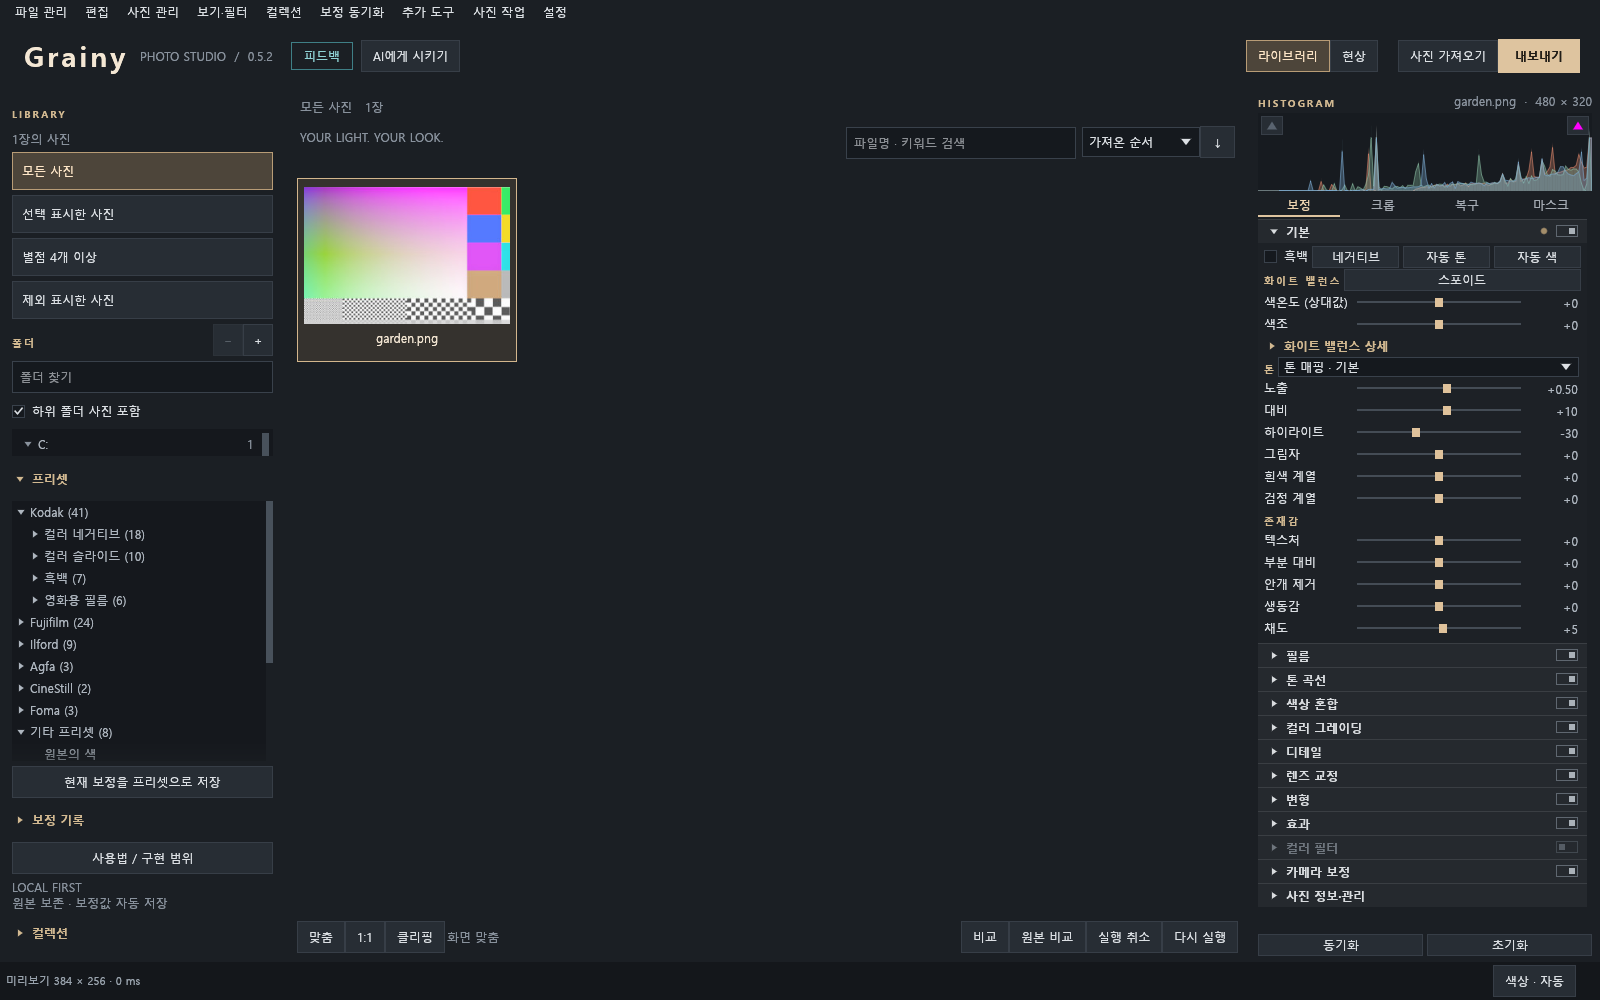 파일 관리 편집 사진 관리 보기·필터 컬렉션 보정 동기화 추가 도구 사진 작업 설정
Grainy PHOTO STUDIO / 0.5.2 피드백 AI에게 시키기 라이브러리 현상 사진 가져오기 내보내기
LIBRARY
1장의 사진
모든 사진
선택 표시한 사진
별점 4개 이상
제외 표시한 사진
폴더 − +
폴더 찾기
하위 폴더 사진 포함
C: 1
프리셋
Kodak (41)
컬러 네거티브 (18)
컬러 슬라이드 (10)
흑백 (7)
영화용 필름 (6)
Fujifilm (24)
Ilford (9)
Agfa (3)
CineStill (2)
Foma (3)
기타 프리셋 (8)
원본의 색
현재 보정을 프리셋으로 저장
보정 기록
사용법 / 구현 범위
LOCAL FIRST
원본 보존 · 보정값 자동 저장
컬렉션
모든 사진 1장
YOUR LIGHT. YOUR LOOK.
파일명 · 키워드 검색 가져온 순서 ↓
garden.png
맞춤 1:1 클리핑 화면 맞춤 비교 원본 비교 실행 취소 다시 실행
HISTOGRAM garden.png · 480 × 320
보정 크롭 복구 마스크
기본
흑백 네거티브 자동 톤 자동 색
화이트 밸런스 스포이드
색온도 (상대값) +0
색조 +0
화이트 밸런스 상세
톤 톤 매핑 · 기본
노출 +0.50
대비 +10
하이라이트 -30
그림자 +0
흰색 계열 +0
검정 계열 +0
존재감
텍스처 +0
부분 대비 +0
안개 제거 +0
생동감 +0
채도 +5
필름
톤 곡선
색상 혼합
컬러 그레이딩
디테일
렌즈 교정
변형
효과
컬러 필터
카메라 보정
사진 정보·관리
동기화 초기화
미리보기 384 × 256 · 0 ms 색상 · 자동